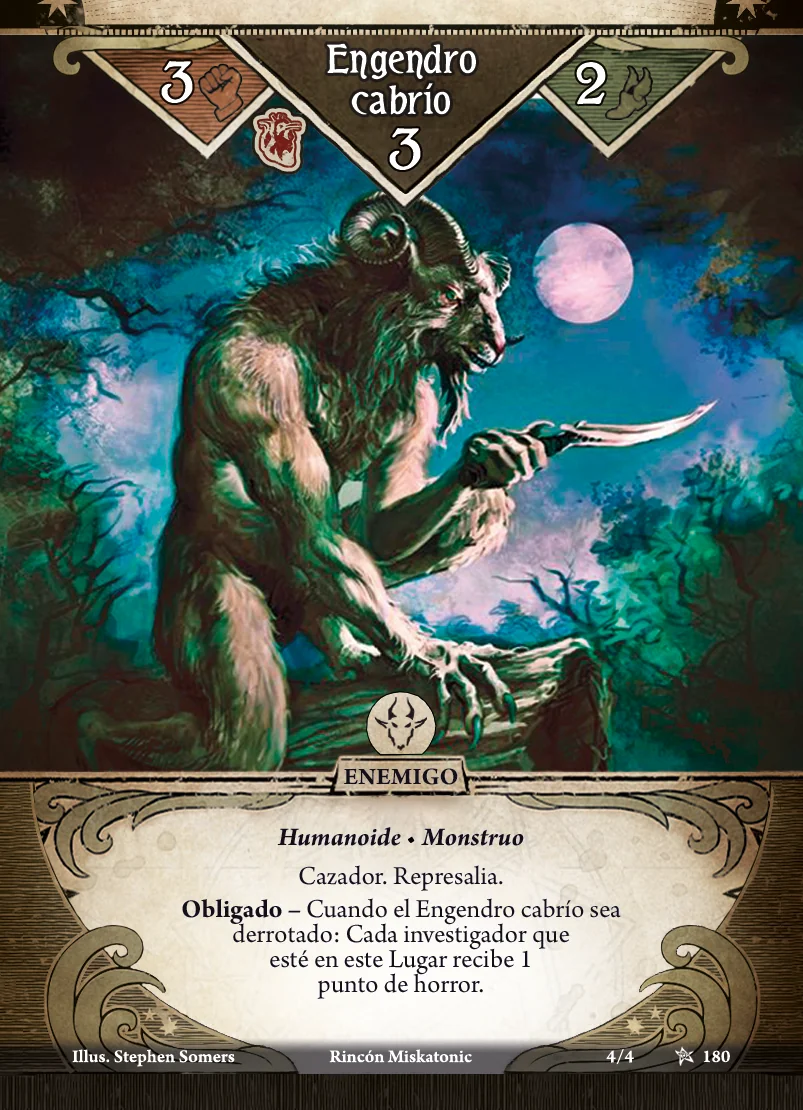 Engendro
cabrío
3
3
2
ENEMIGO
Humanoide • Monstruo
Cazador. Represalia.
Obligado – Cuando el Engendro cabrío sea
derrotado: Cada investigador que
esté en este Lugar recibe 1
punto de horror.
Illus. Stephen Somers Rincón Miskatonic 4/4 180